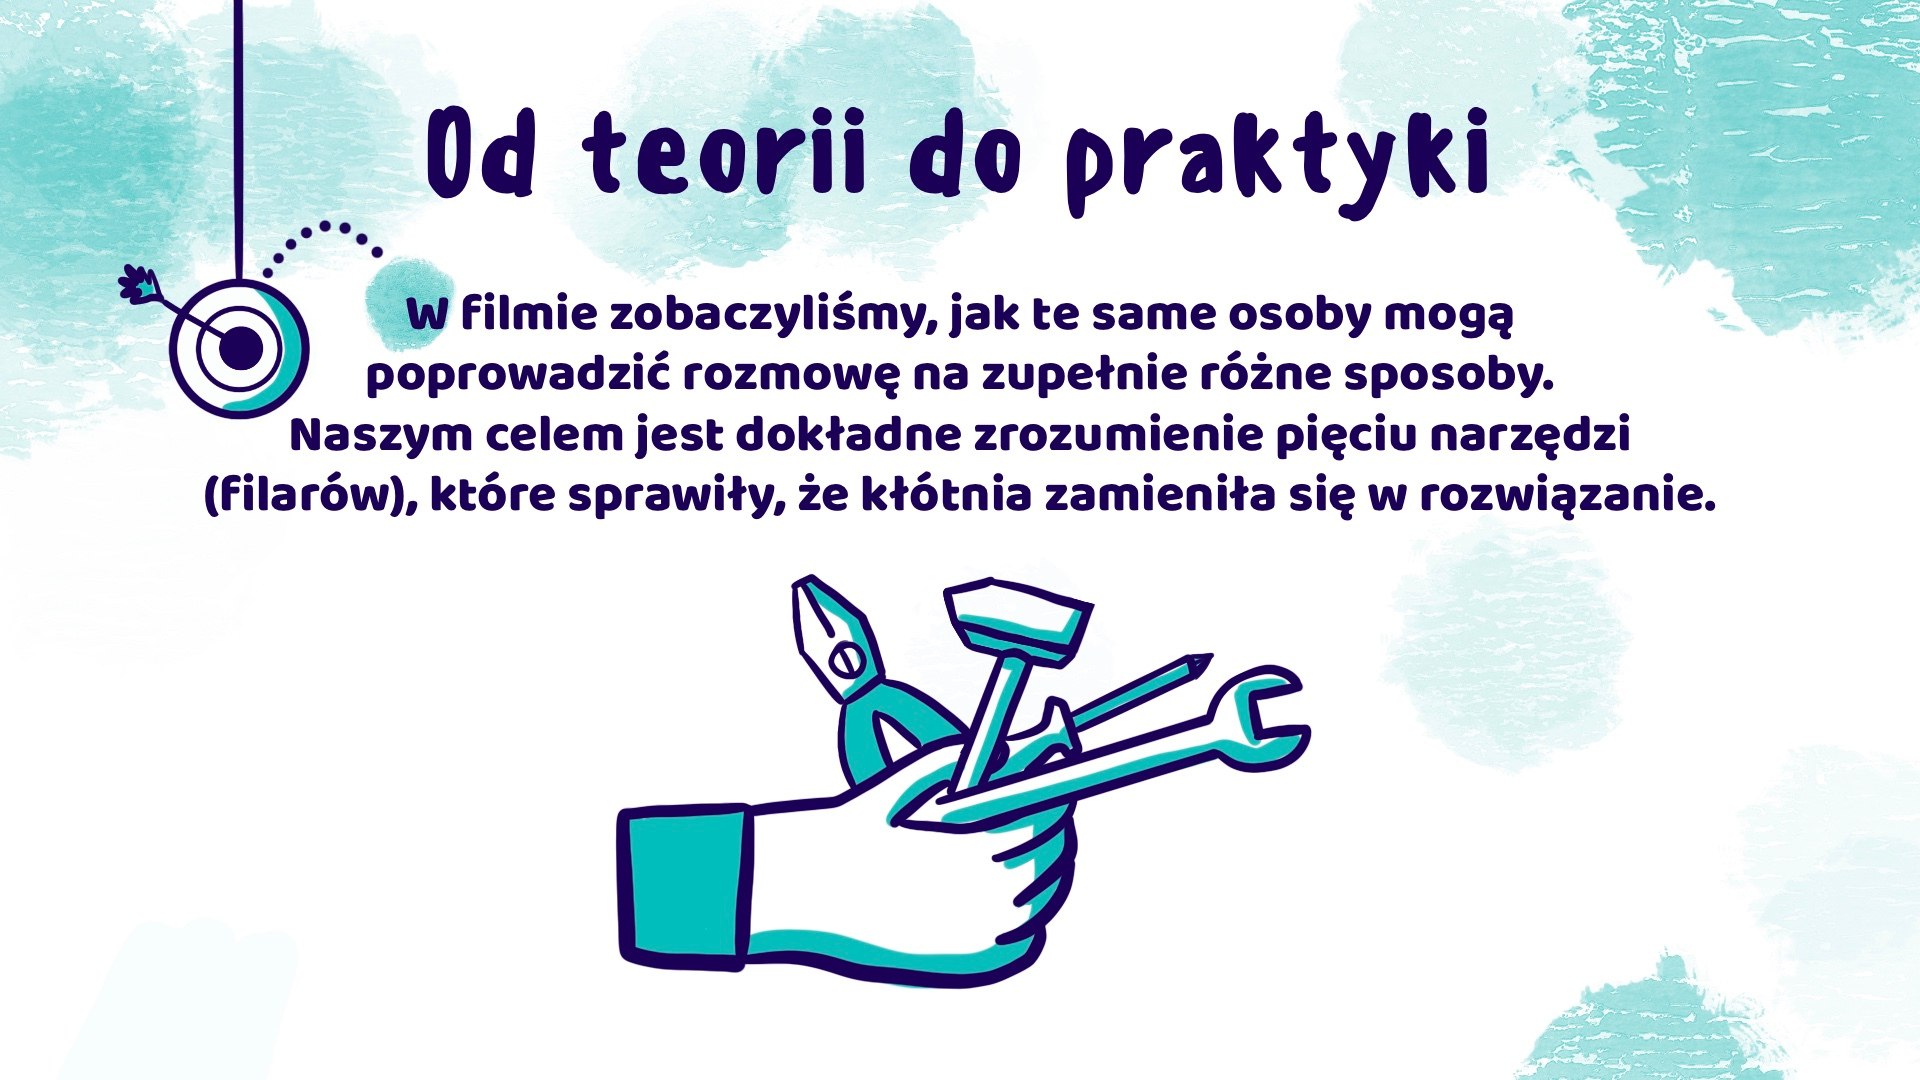 Od teorii do praktyki
W filmie zobaczyliśmy, jak te same osoby mogą
poprowadzić rozmowę na zupełnie różne sposoby.
Naszym celem jest dokładne zrozumienie pięciu narzędzi
(filarów), które sprawiły, że kłótnia zamieniła się w rozwiązanie.